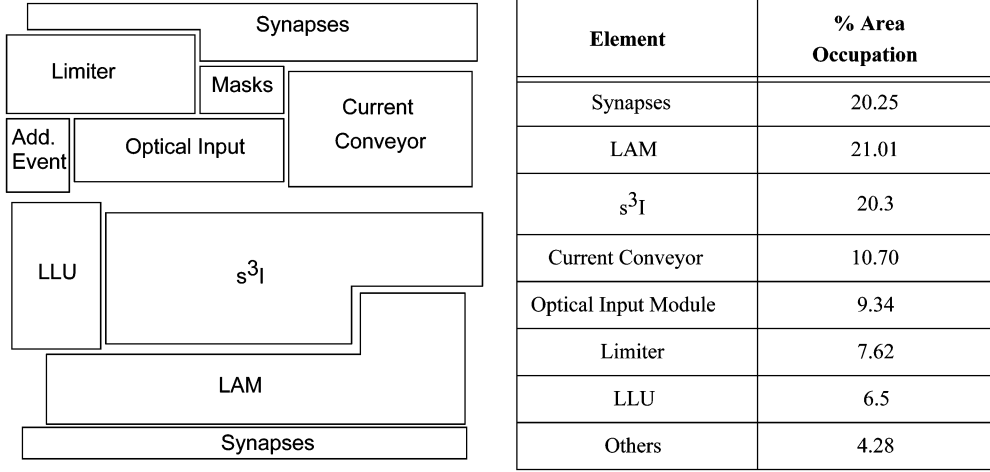 Synapses
Limiter
Masks
Current
Conveyor
Add.
Event
Optical Input
LLU
s³I
LAM
Synapses
Element % Area Occupation
Synapses 20.25
LAM 21.01
s³I 20.3
Current Conveyor 10.70
Optical Input Module 9.34
Limiter 7.62
LLU 6.5
Others 4.28